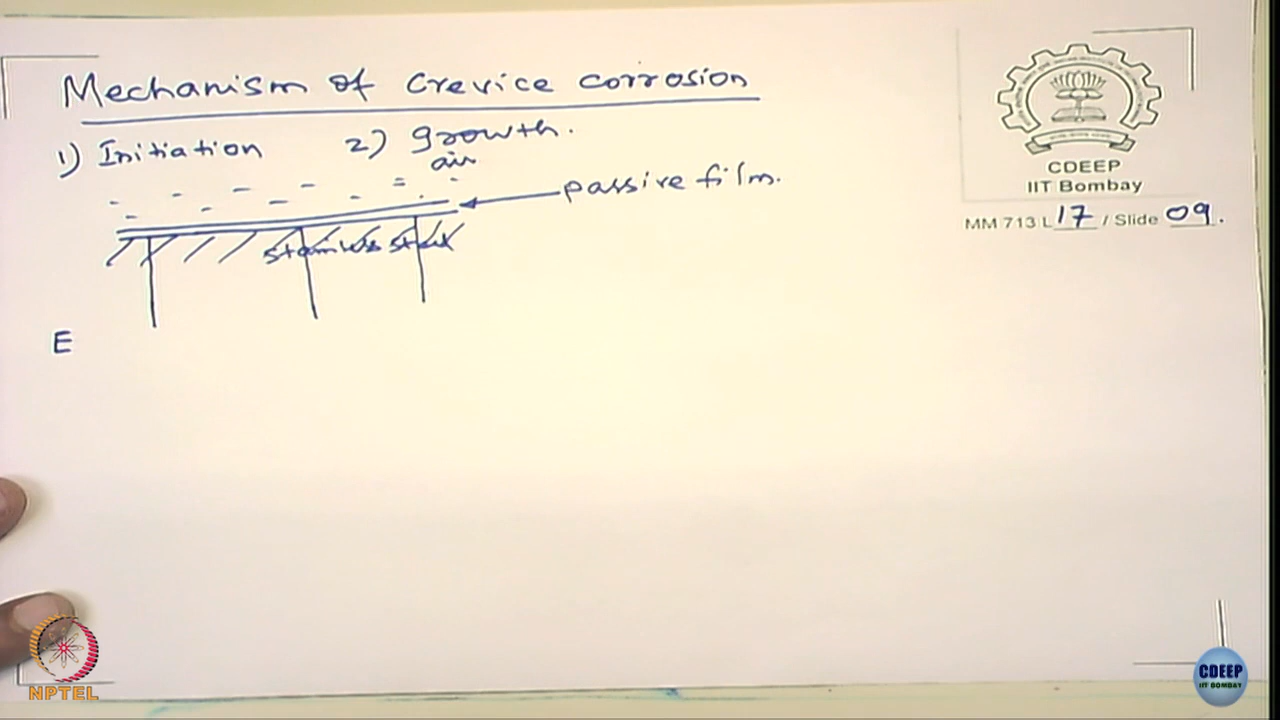 Mechanism of Crevice corrosion
1) Initiation 2) Growth.
air
passive film.
stainless steel
E
CDEEP
IIT Bombay
MM 713 L 17 / Slide 09.
NPTEL
CDEEP
IIT BOMBAY